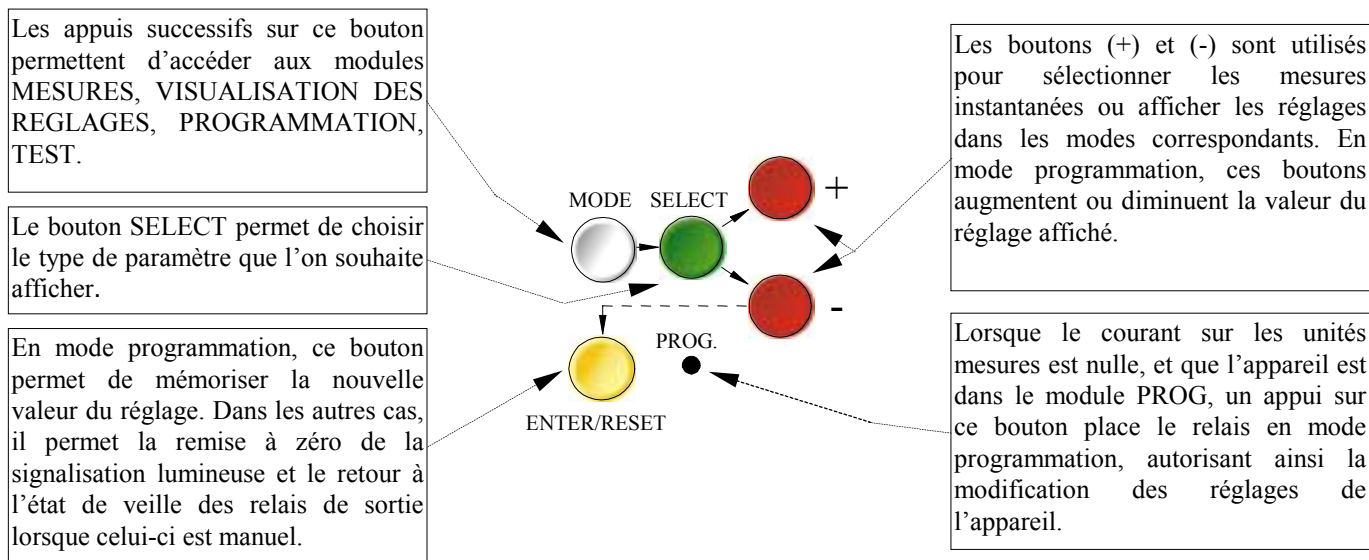 Les appuis successifs sur ce bouton
permettent d'accéder aux modules
MESURES, VISUALISATION DES
REGLAGES, PROGRAMMATION,
TEST.
Le bouton SELECT permet de choisir
le type de paramètre que l'on souhaite
afficher.
En mode programmation, ce bouton
permet de mémoriser la nouvelle
valeur du réglage. Dans les autres cas,
il permet la remise à zéro de la
signalisation lumineuse et le retour à
l'état de veille des relais de sortie
lorsque celui-ci est manuel.
MODE SELECT
+
-
PROG.
ENTER/RESET
Les boutons (+) et (-) sont utilisés
pour sélectionner les mesures
instantanées ou afficher les réglages
dans les modes correspondants. En
mode programmation, ces boutons
augmentent ou diminuent la valeur du
réglage affiché.
Lorsque le courant sur les unités
mesures est nulle, et que l'appareil est
dans le module PROG, un appui sur
ce bouton place le relais en mode
programmation, autorisant ainsi la
modification des réglages de
l'appareil.